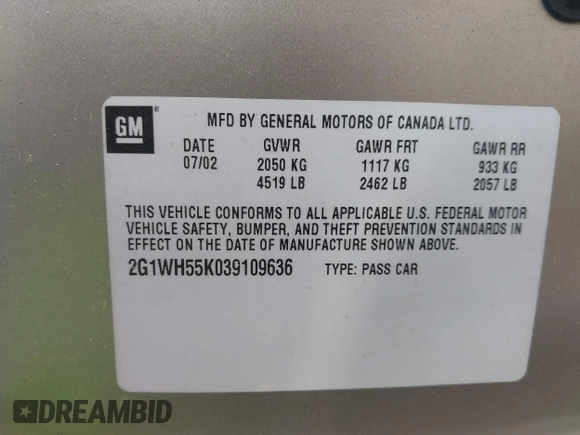 GM ®
MFD BY GENERAL MOTORS OF CANADA LTD.
DATE GVWR GAWR FRT GAWR RR
07/02 2050 KG 1117 KG 933 KG
4519 LB 2462 LB 2057 LB
THIS VEHICLE CONFORMS TO ALL APPLICABLE U.S. FEDERAL MOTOR
VEHICLE SAFETY, BUMPER, AND THEFT PREVENTION STANDARDS IN
EFFECT ON THE DATE OF MANUFACTURE SHOWN ABOVE.
2G1WH55K039109636 TYPE: PASS CAR
DREAMBID